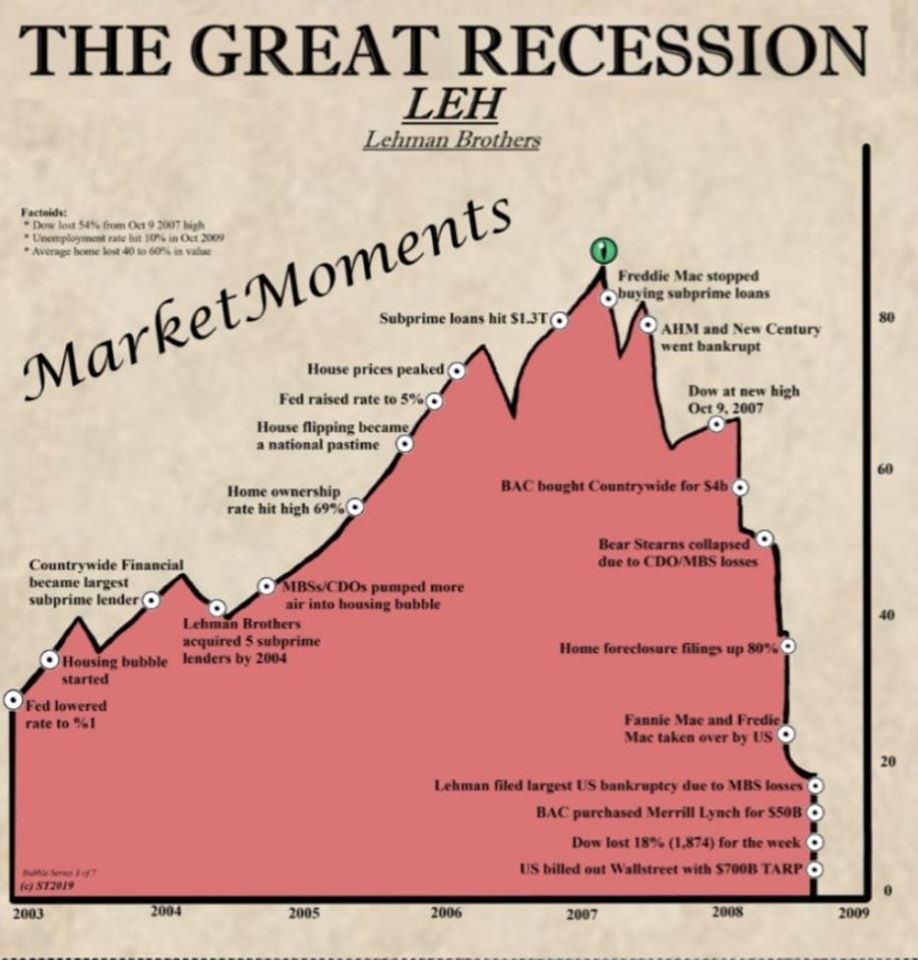 THE GREAT RECESSION
LEH
Lehman Brothers
Factoids:
* Dow lost 54% from Oct 9 2007 high
* Unemployment rate hit 10% in Oct 2009
* Average home lost 40 to 60% in value
MarketMoments
Freddie Mac stopped
buying subprime loans
Subprime loans hit $1.3T
AHM and New Century
went bankrupt
House prices peaked
Fed raised rate to 5%
Dow at new high
Oct 9, 2007
House flipping became
a national pastime
Home ownership
rate hit high 69%
BAC bought Countrywide for $4b
Bear Stearns collapsed
due to CDO/MBS losses
Countrywide Financial
became largest
subprime lender
MBSs/CDOs pumped more
air into housing bubble
Lehman Brothers
acquired 5 subprime
lenders by 2004
Housing bubble
started
Home foreclosure filings up 80%
Fed lowered
rate to %1
Fannie Mae and Fredie
Mac taken over by US
Lehman filed largest US bankruptcy due to MBS losses
BAC purchased Merrill Lynch for $50B
Dow lost 18% (1,874) for the week
US billed out Wallstreet with $700B TARP
Bubble Series 3 of 7
(c) ST2019
80
60
40
20
0
2003
2004
2005
2006
2007
2008
2009